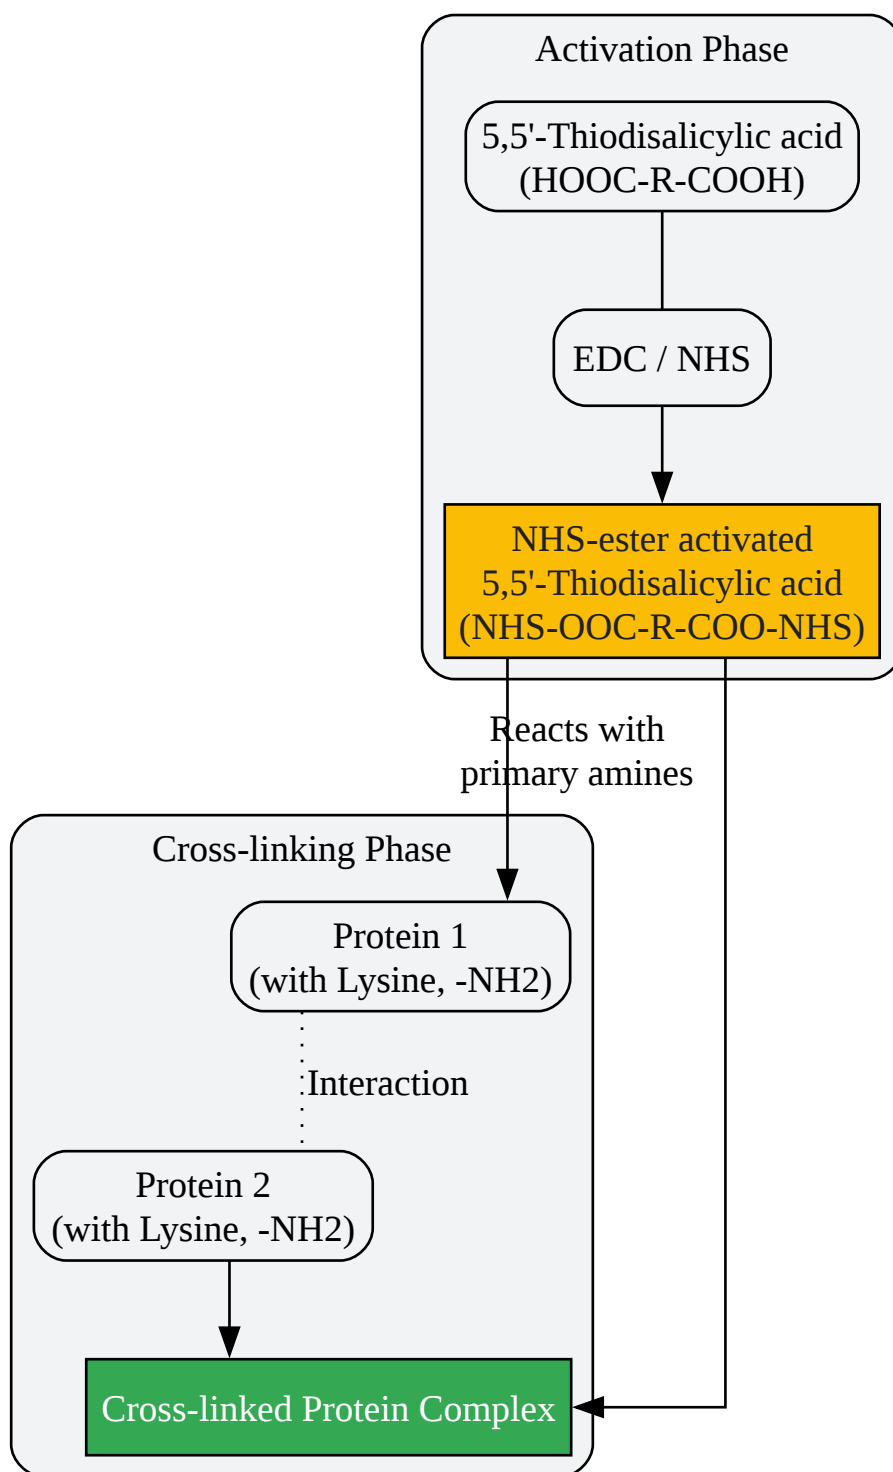 Activation Phase
5,5'-Thiodisalicylic acid
(HOOC-R-COOH)
EDC / NHS
NHS-ester activated
5,5'-Thiodisalicylic acid
(NHS-OOC-R-COO-NHS)
Reacts with
primary amines
Cross-linking Phase
Protein 1
(with Lysine, -NH2)
Interaction
Protein 2
(with Lysine, -NH2)
Cross-linked Protein Complex